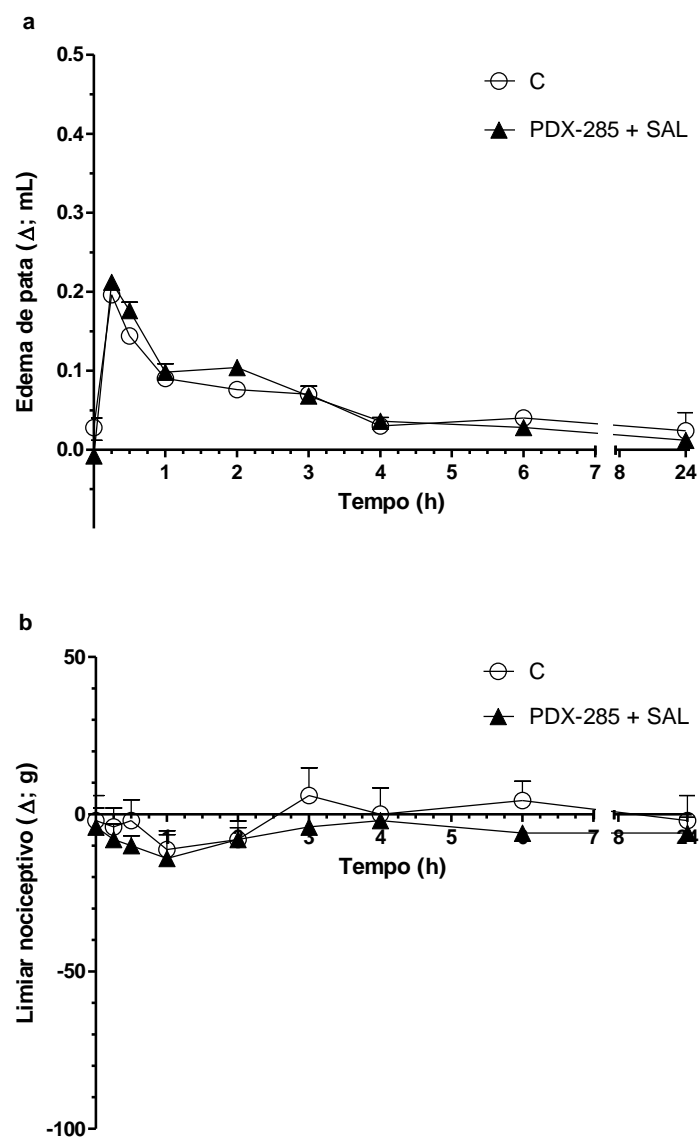 a
0.5
C
0.4
PDX-285 + SAL
0.3
0.2
0.1
0.0
Edema de pata (Δ; mL)
1 2 3 4 5 6 7 8 24
Tempo (h)
b
50
C
PDX-285 + SAL
0
1 2 3 4 5 6 7 8 24
Tempo (h)
Limiar nociceptivo (Δ; g)
-50
-100